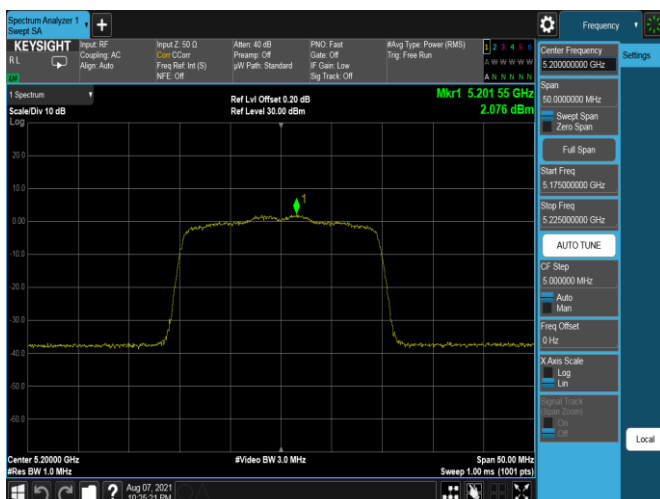 Spectrum Analyzer 1
Swept SA
+
Frequency
KEYSIGHT
R L
Input: RF
Coupling: AC
Align: Auto
Input Z: 50 Ω
Corr CCorr
Freq Ref: Int (S)
NFE: Off
Atten: 40 dB
Preamp: Off
µW Path: Standard
PNO: Fast
Gate: Off
IF Gain: Low
Sig Track: Off
#Avg Type: Power (RMS)
Trig: Free Run
1 2 3 4 5 6
A W W W W W
A N N N N N
1 Spectrum
Scale/Div 10 dB
Log
Ref Lvl Offset 0.20 dB
Ref Level 30.00 dBm
Mkr1 5.201 55 GHz
2.076 dBm
20.0
10.0
0.00
-10.0
-20.0
-30.0
-40.0
-50.0
-60.0
1
Center 5.20000 GHz
#Res BW 1.0 MHz
#Video BW 3.0 MHz
Span 50.00 MHz
Sweep 1.00 ms (1001 pts)
Aug 07, 2021
10:25:21 PM
Center Frequency
5.200000000 GHz
Settings
Span
50.0000000 MHz
Swept Span
Zero Span
Full Span
Start Freq
5.175000000 GHz
Stop Freq
5.225000000 GHz
AUTO TUNE
CF Step
5.000000 MHz
Auto
Man
Freq Offset
0 Hz
X Axis Scale
Log
Lin
Signal Track
(Span Zoom)
On
Off
Local